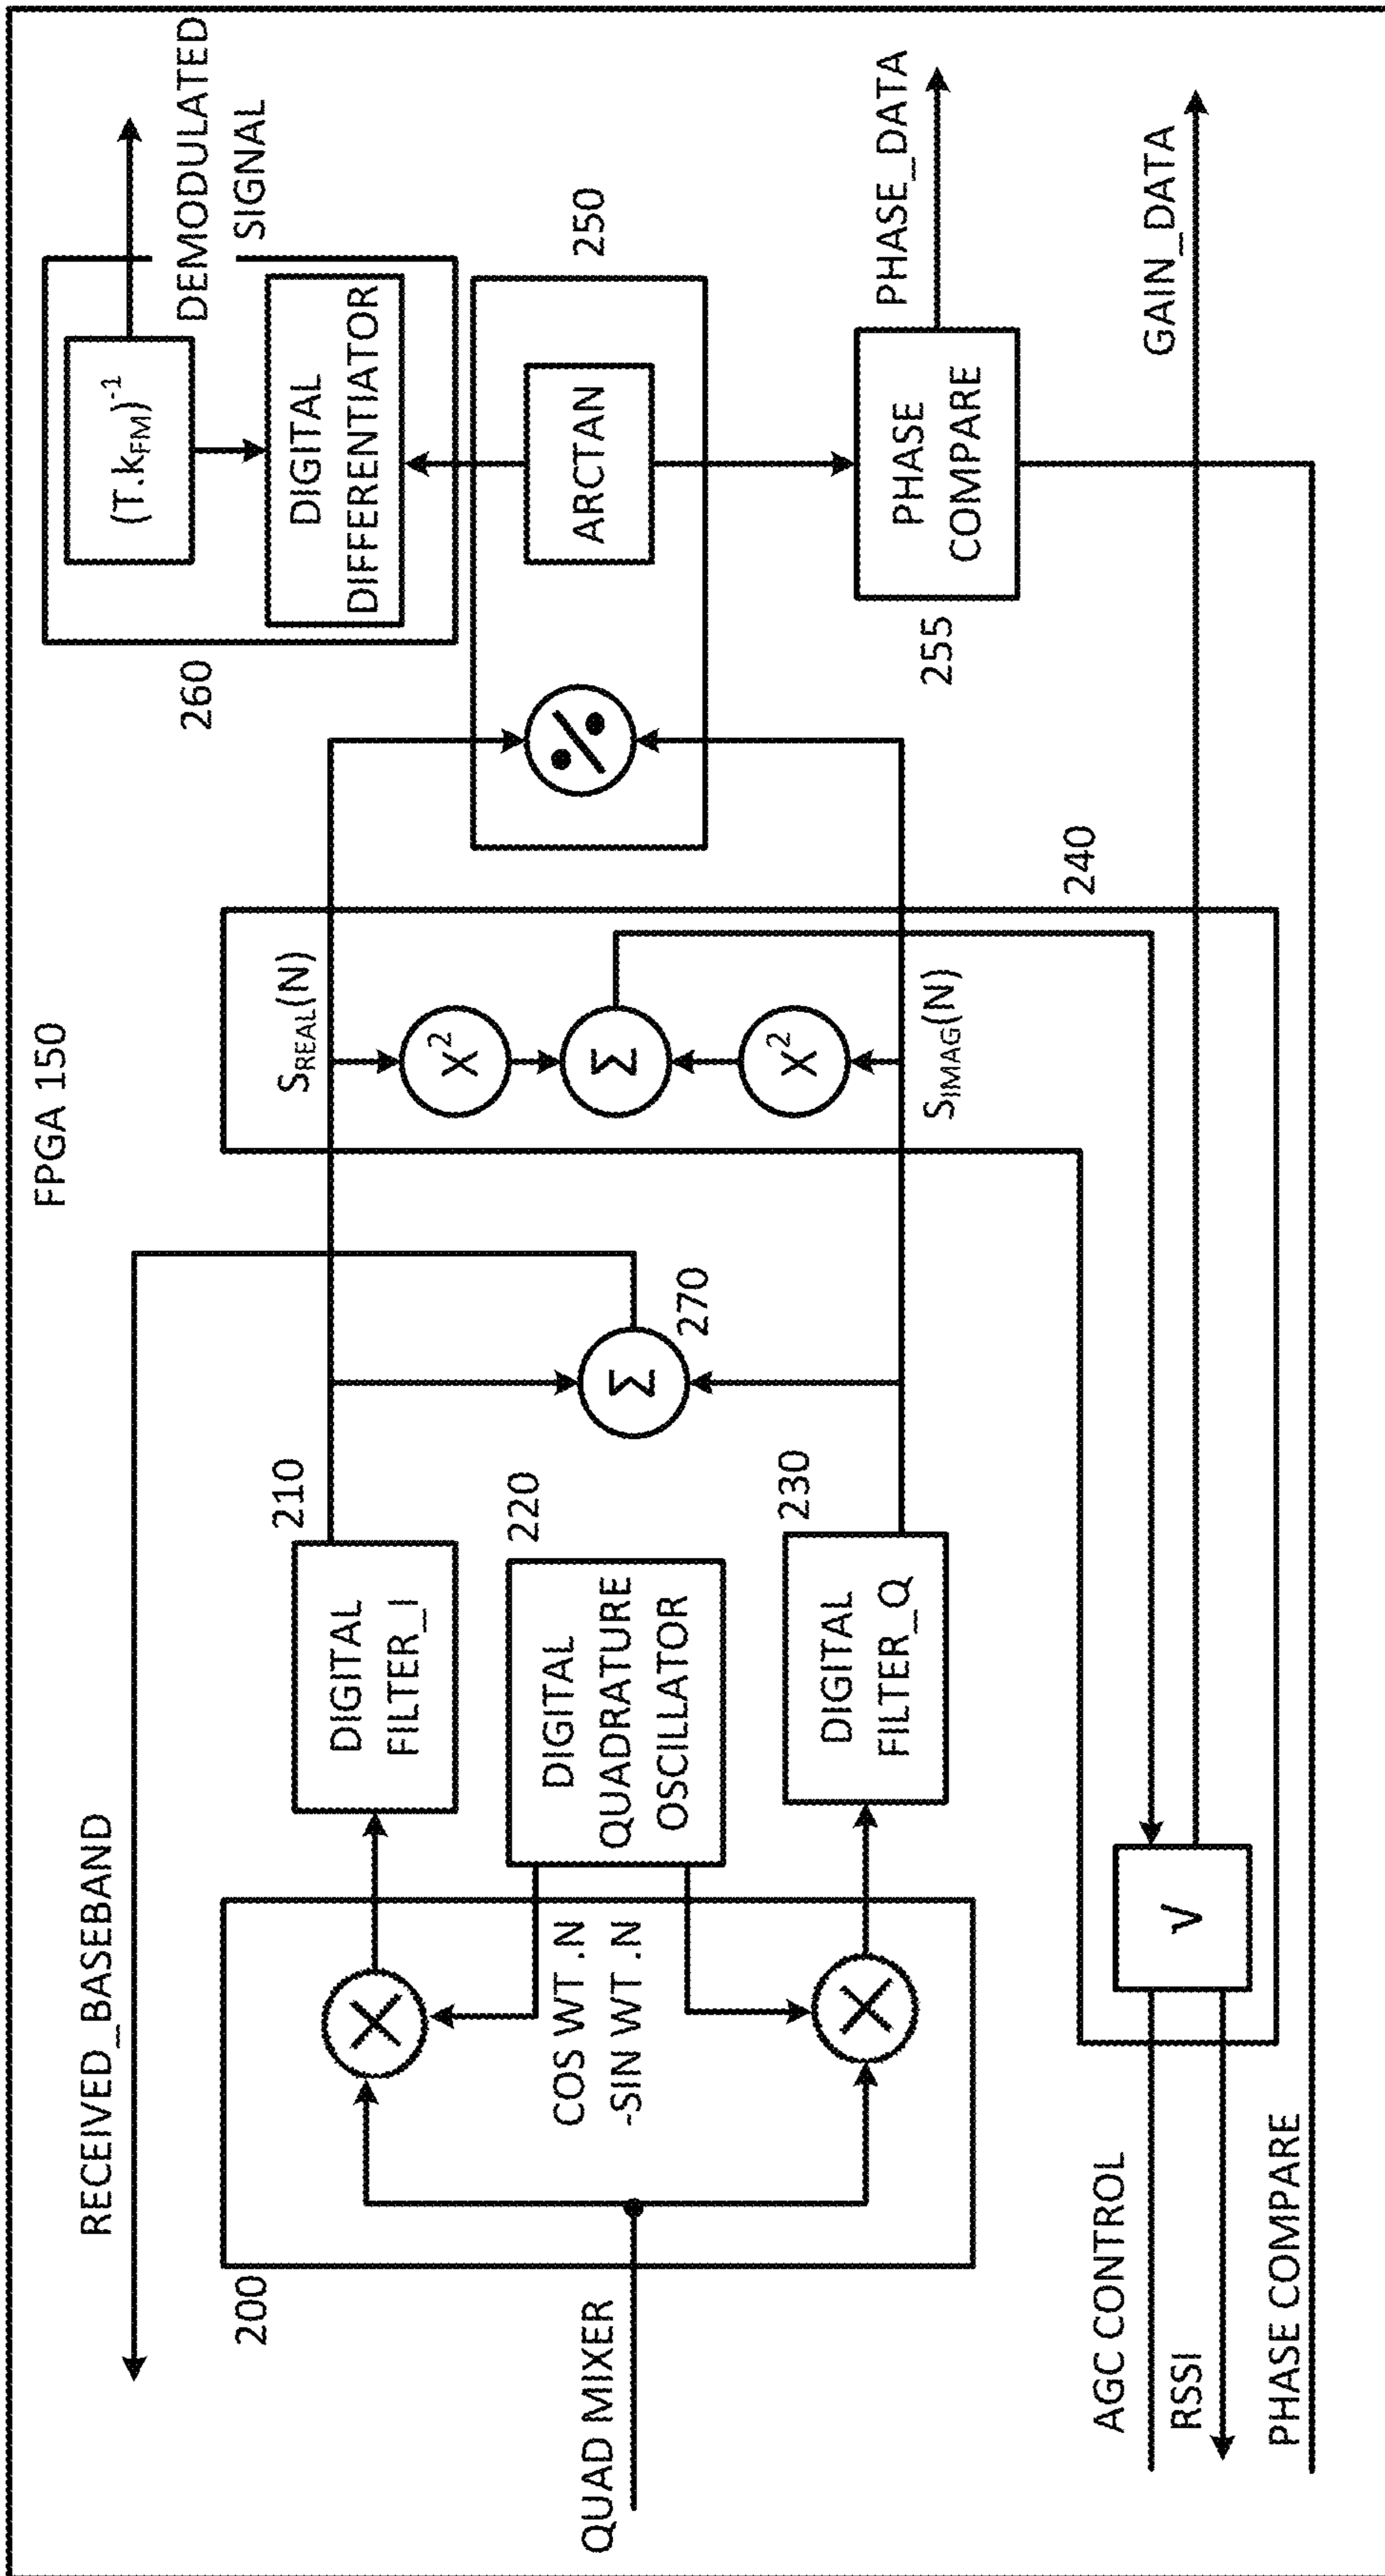 FPGA 150
RECEIVED_BASEBAND
200
QUAD MIXER
COS WT .N
-SIN WT .N
DIGITAL
FILTER_I
210
DIGITAL
QUADRATURE
OSCILLATOR
220
DIGITAL
FILTER_Q
230
Σ
270
S_REAL(N)
X²
Σ
X²
S_IMAG(N)
240
260
(T.k_FM)⁻¹
DIGITAL
DIFFERENTIATOR
DEMODULATED
SIGNAL
ARCTAN
250
PHASE
COMPARE
255
PHASE_DATA
GAIN_DATA
√
AGC CONTROL
RSSI
PHASE COMPARE